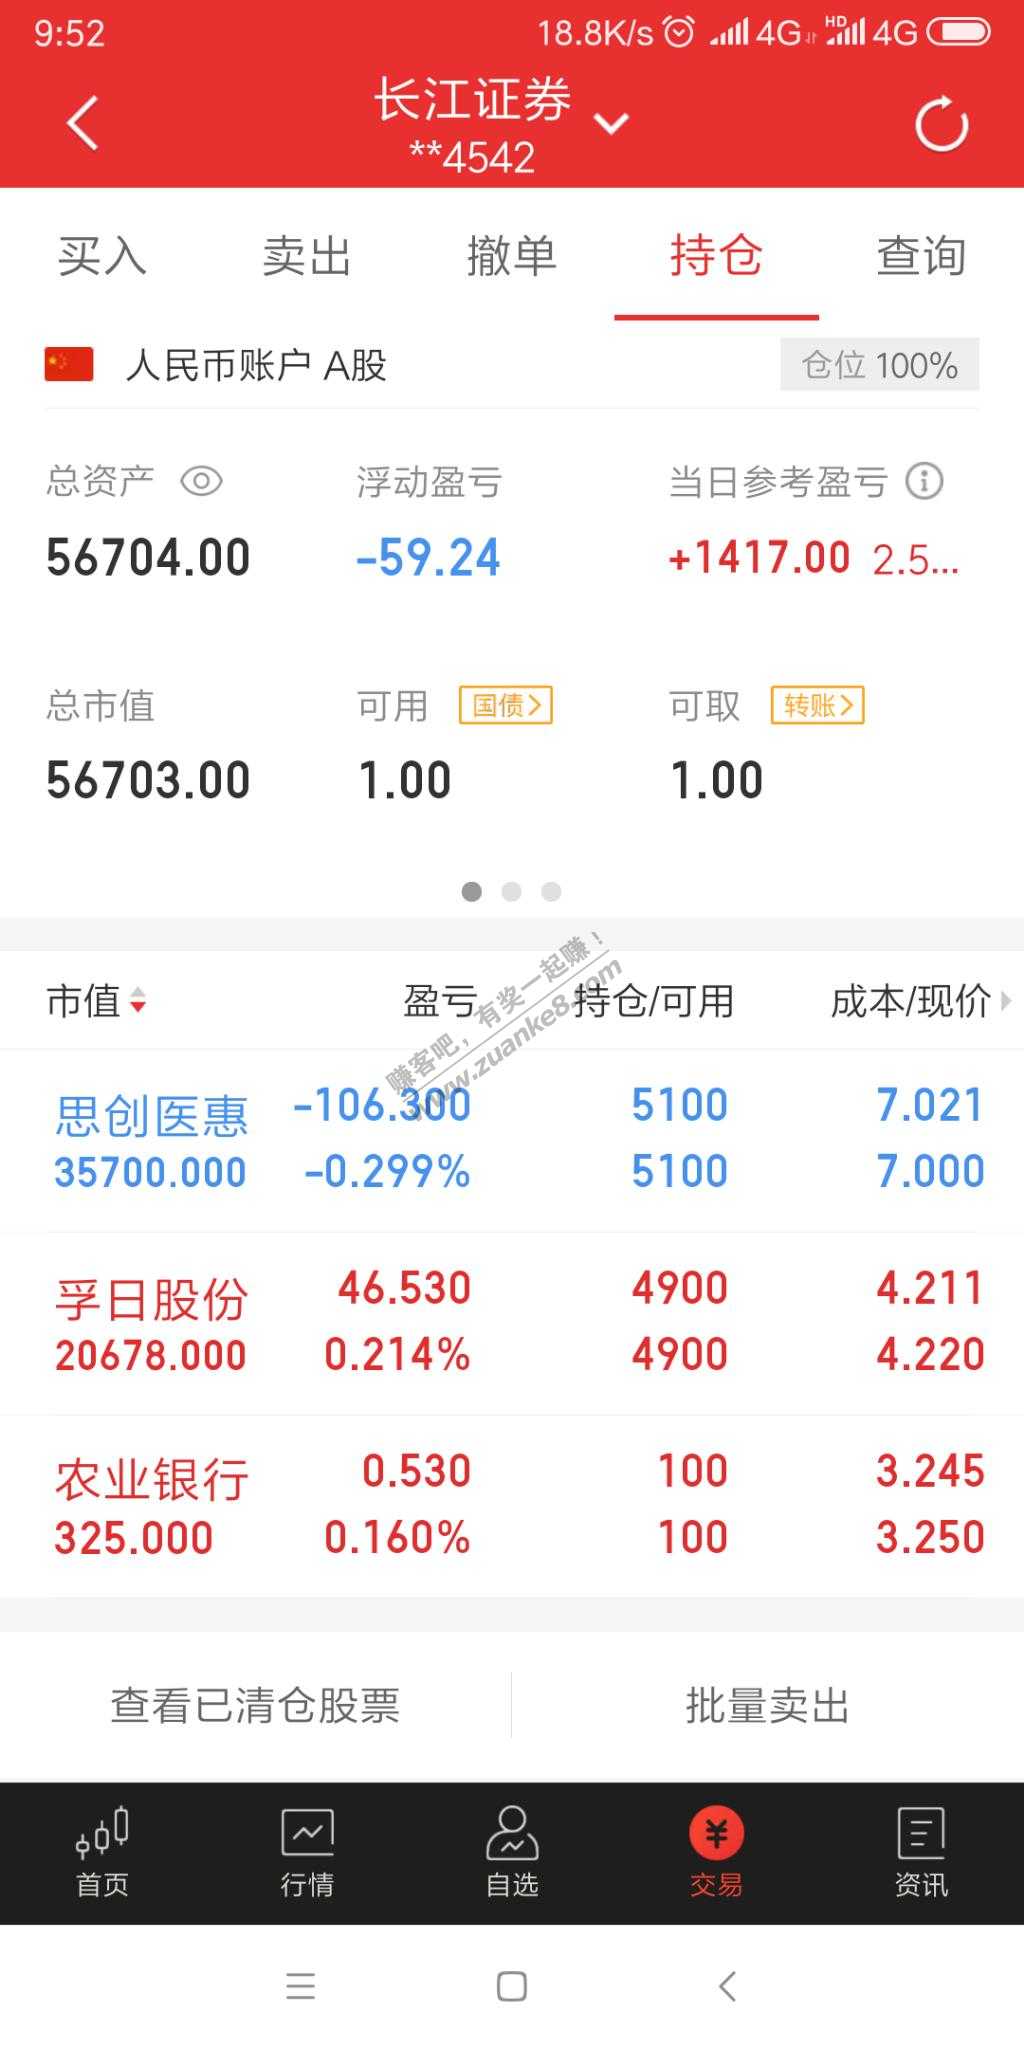 9:52
18.8K/s 4G HD 4G
长江证券
**4542
买入 卖出 撤单 持仓 查询
人民币账户 A股 仓位 100%
总资产 浮动盈亏 当日参考盈亏
56704.00 -59.24 +1417.00 2.5...
总市值 可用 国债> 可取 转账>
56703.00 1.00 1.00
赚客吧，有奖一起赚！
www.zuanke8.com
市值 盈亏 持仓/可用 成本/现价
思创医惠 -106.300 5100 7.021
35700.000 -0.299% 5100 7.000
孚日股份 46.530 4900 4.211
20678.000 0.214% 4900 4.220
农业银行 0.530 100 3.245
325.000 0.160% 100 3.250
查看已清仓股票 批量卖出
¥
首页 行情 自选 交易 资讯